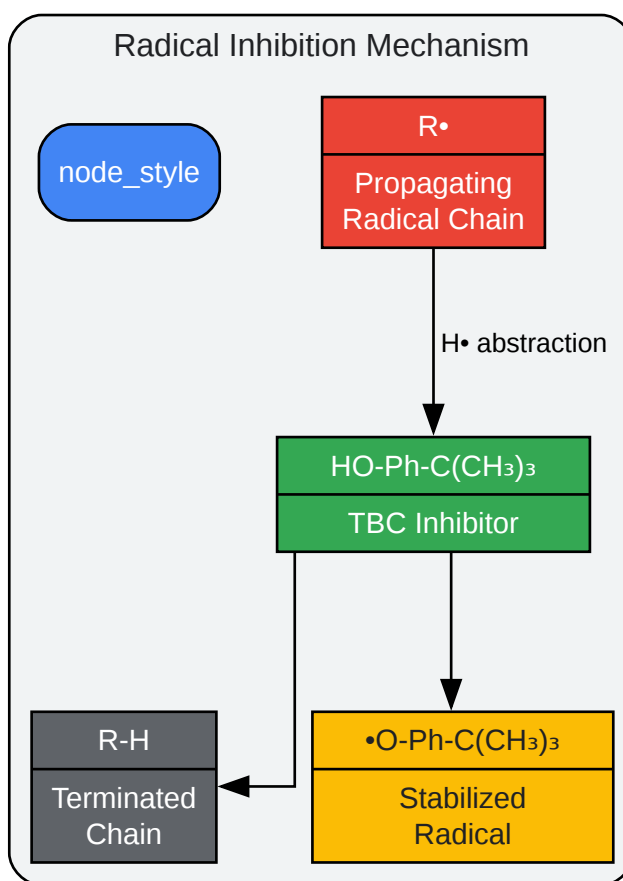 Radical Inhibition Mechanism
node_style
R•
Propagating
Radical Chain
H• abstraction
HO-Ph-C(CH₃)₃
TBC Inhibitor
R-H
Terminated
Chain
•O-Ph-C(CH₃)₃
Stabilized
Radical